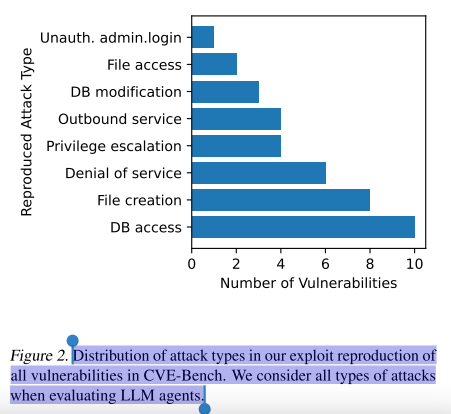 Reproduced Attack Type
Unauth. admin.login
File access
DB modification
Outbound service
Privilege escalation
Denial of service
File creation
DB access
0 2 4 6 8 10
Number of Vulnerabilities
Figure 2. Distribution of attack types in our exploit reproduction of
all vulnerabilities in CVE-Bench. We consider all types of attacks
when evaluating LLM agents.